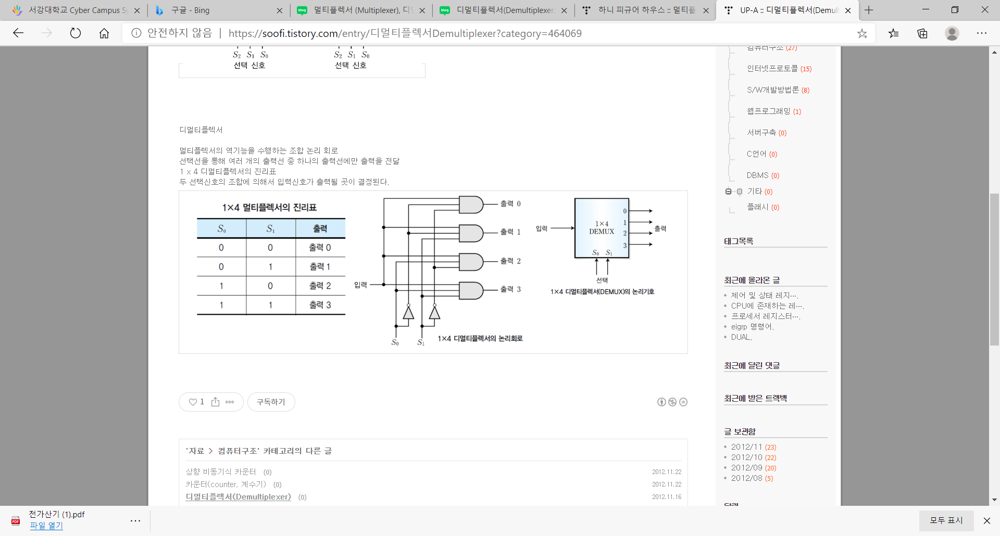 서강대학교 Cyber Campus Sy
구글 - Bing
멀티플렉서 (Multiplexer), 디
디멀티플렉서(Demultiplexer)
하니 피규어 하우스 :: 멀티플
UP-A :: 디멀티플렉서(Demul
안전하지 않음 | https://soofi.tistory.com/entry/디멀티플렉서Demultiplexer?category=464069
S2 S1 S0
선택 신호
S2 S1 S0
선택 신호
디멀티플렉서
멀티플렉서의 역기능을 수행하는 조합 논리 회로
선택선을 통해 여러 개의 출력선 중 하나의 출력선에만 출력을 전달
1 x 4 디멀티플렉서의 진리표
두 선택신호의 조합에 의해서 입력신호가 출력될 곳이 결정된다.
1×4 멀티플렉서의 진리표
S0 S1 출력
0 0 출력 0
0 1 출력 1
1 0 출력 2
1 1 출력 3
출력 0
출력 1
출력 2
출력 3
입력
S0 S1
1×4 디멀티플렉서의 논리회로
입력
1×4
DEMUX
0
1
2
3
출력
S0 S1
선택
1×4 디멀티플렉서(DEMUX)의 논리기호
1
구독하기
'자료 > 컴퓨터구조' 카테고리의 다른 글
상향 비동기식 카운터 (0) 2012.11.22
카운터(counter, 계수기) (0) 2012.11.22
디멀티플렉서(Demultiplexer) (0) 2012.11.16
컴퓨터구조 (27)
인터넷프로토콜 (15)
S/W개발방법론 (8)
웹프로그래밍 (1)
서버구축 (0)
C언어 (0)
DBMS (0)
기타 (0)
플래시 (0)
태그목록
최근에 올라온 글
제어 및 상태 레지….
CPU에 존재하는 레….
프로세서 레지스터….
eigrp 명령어.
DUAL.
최근에 달린 댓글
최근에 받은 트랙백
글 보관함
2012/11 (23)
2012/10 (22)
2012/09 (20)
2012/08 (5)
달력
PDF
전가산기 (1).pdf
파일 열기
모두 표시